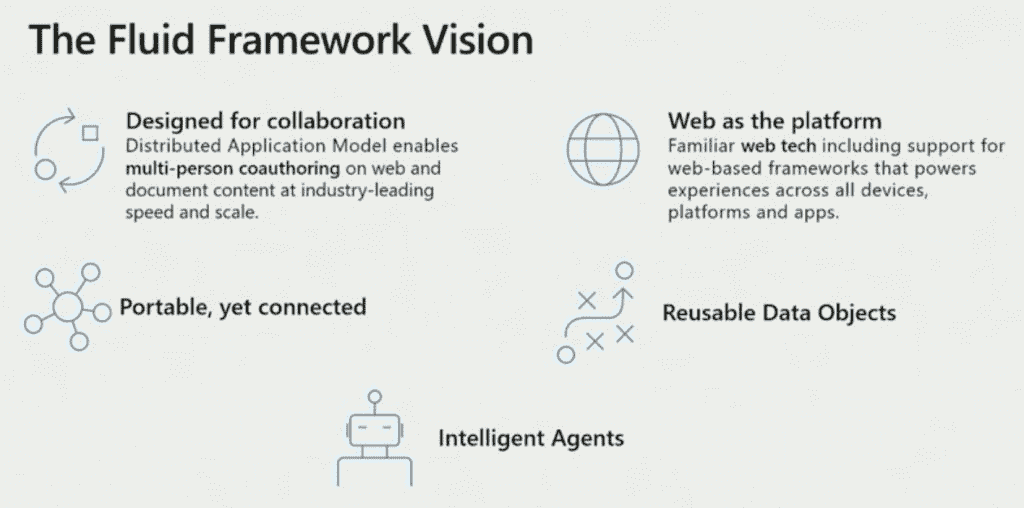 The Fluid Framework Vision
Designed for collaboration
Distributed Application Model enables
multi-person coauthoring on web and
document content at industry-leading
speed and scale.
Web as the platform
Familiar web tech including support for
web-based frameworks that powers
experiences across all devices,
platforms and apps.
Portable, yet connected
Reusable Data Objects
Intelligent Agents